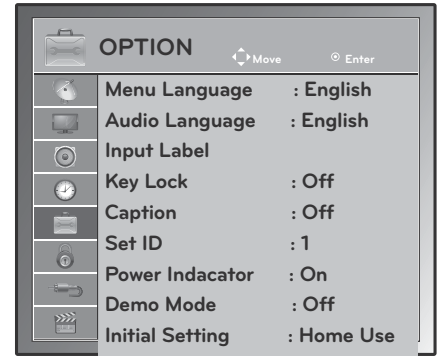 OPTION Move Enter
Menu Language : English
Audio Language : English
Input Label
Key Lock : Off
Caption : Off
Set ID : 1
Power Indacator : On
Demo Mode : Off
Initial Setting : Home Use